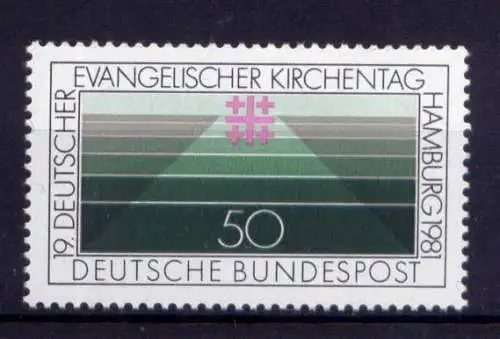 19. DEUTSCHER
EVANGELISCHER KIRCHENTAG
HAMBURG 1981
50
DEUTSCHE BUNDESPOST